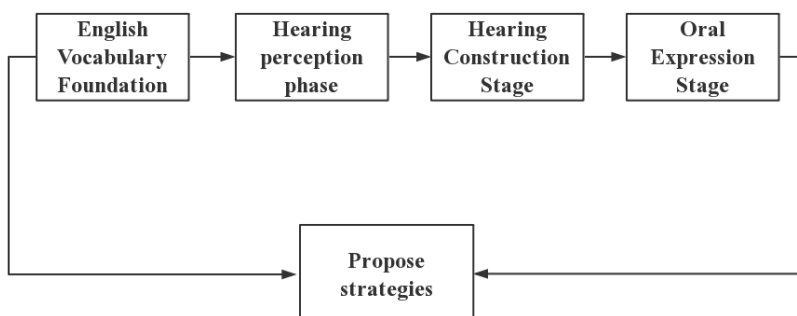 English
Vocabulary
Foundation
Hearing
perception
phase
Hearing
Construction
Stage
Oral
Expression
Stage
Propose
strategies